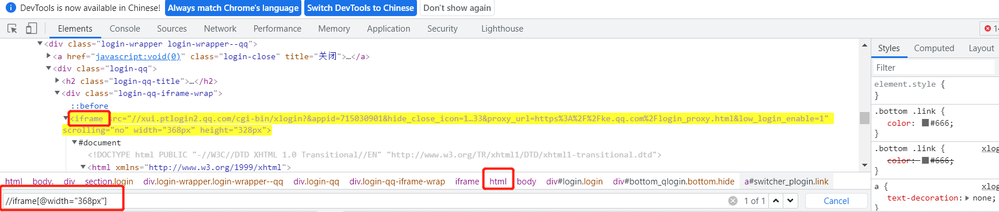 DevTools is now available in Chinese! Always match Chrome's language Switch DevTools to Chinese Don't show again
Elements Console Sources Network Performance Memory Application Security Lighthouse 14
▼<div class="login-wrapper login-wrapper--qq">
▶<a href="javascript:void(0)" class="login-close" title="关闭">…</a>
▼<div class="login-qq">
▶<h2 class="login-qq-title">…</h2>
▼<div class="login-qq-iframe-wrap">
::before
▼<iframe src="//xui.ptlogin2.qq.com/cgi-bin/xlogin?&appid=715030901&hide_close_icon=1…33&proxy_url=https%3A%2F%2Fke.qq.com%2Flogin_proxy.html&low_login_enable=1"
scrolling="no" width="368px" height="328px">
▼#document
<!DOCTYPE html PUBLIC "-//W3C//DTD XHTML 1.0 Transitional//EN" "http://www.w3.org/TR/xhtml1/DTD/xhtml1-transitional.dtd">
▼<html xmlns="http://www.w3.org/1999/xhtml">
html body. div section.login div.login-wrapper.login-wrapper--qq div.login-qq div.login-qq-iframe-wrap iframe html body div#login.login div#bottom_qlogin.bottom.hide a#switcher_plogin.link
//iframe[@width="368px"] 1 of 1 Cancel
Styles Computed Layout
Filter
element.style {
}
.bottom .link {
color: #666;
}
.bottom .link { xlog
color: #666;
}
a { xlog
text-decoration:▶ none;
}